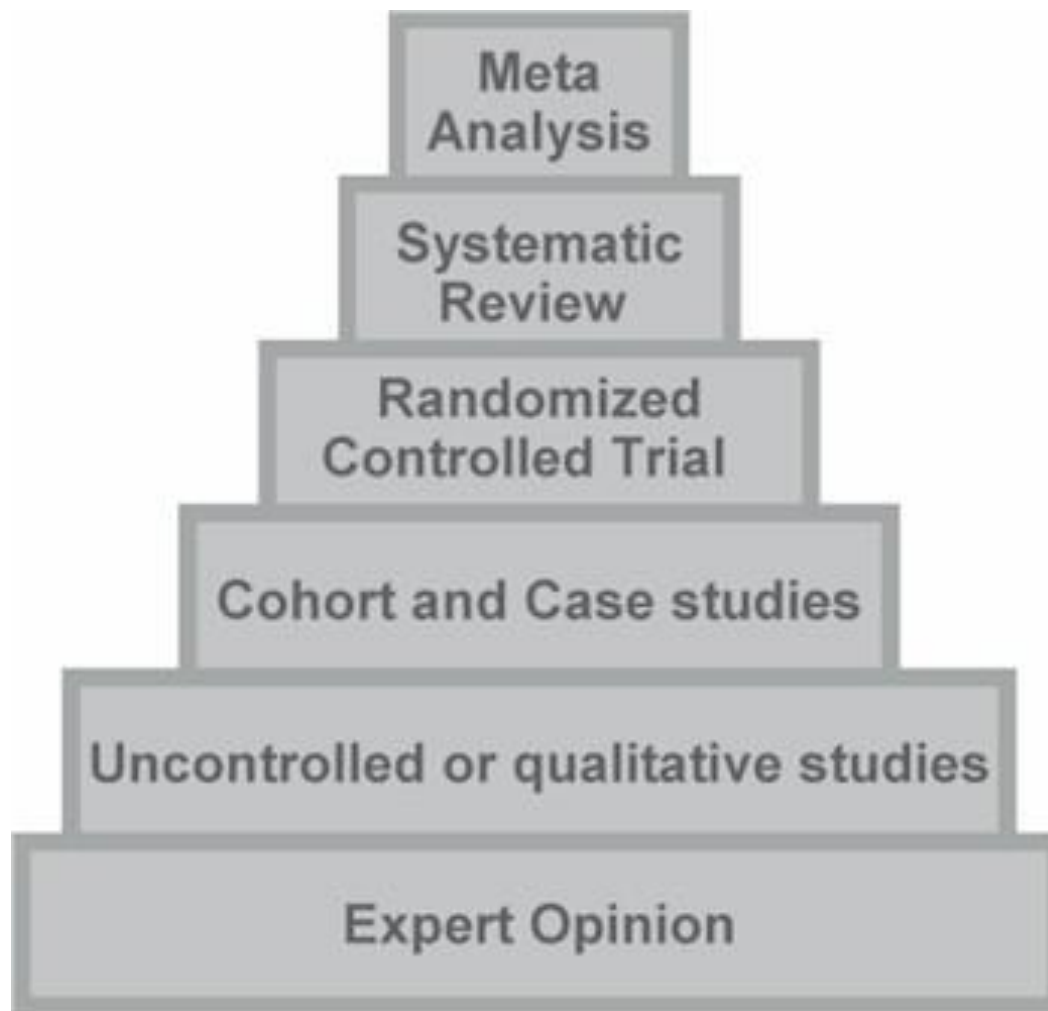 Meta
Analysis
Systematic
Review
Randomized
Controlled Trial
Cohort and Case studies
Uncontrolled or qualitative studies
Expert Opinion